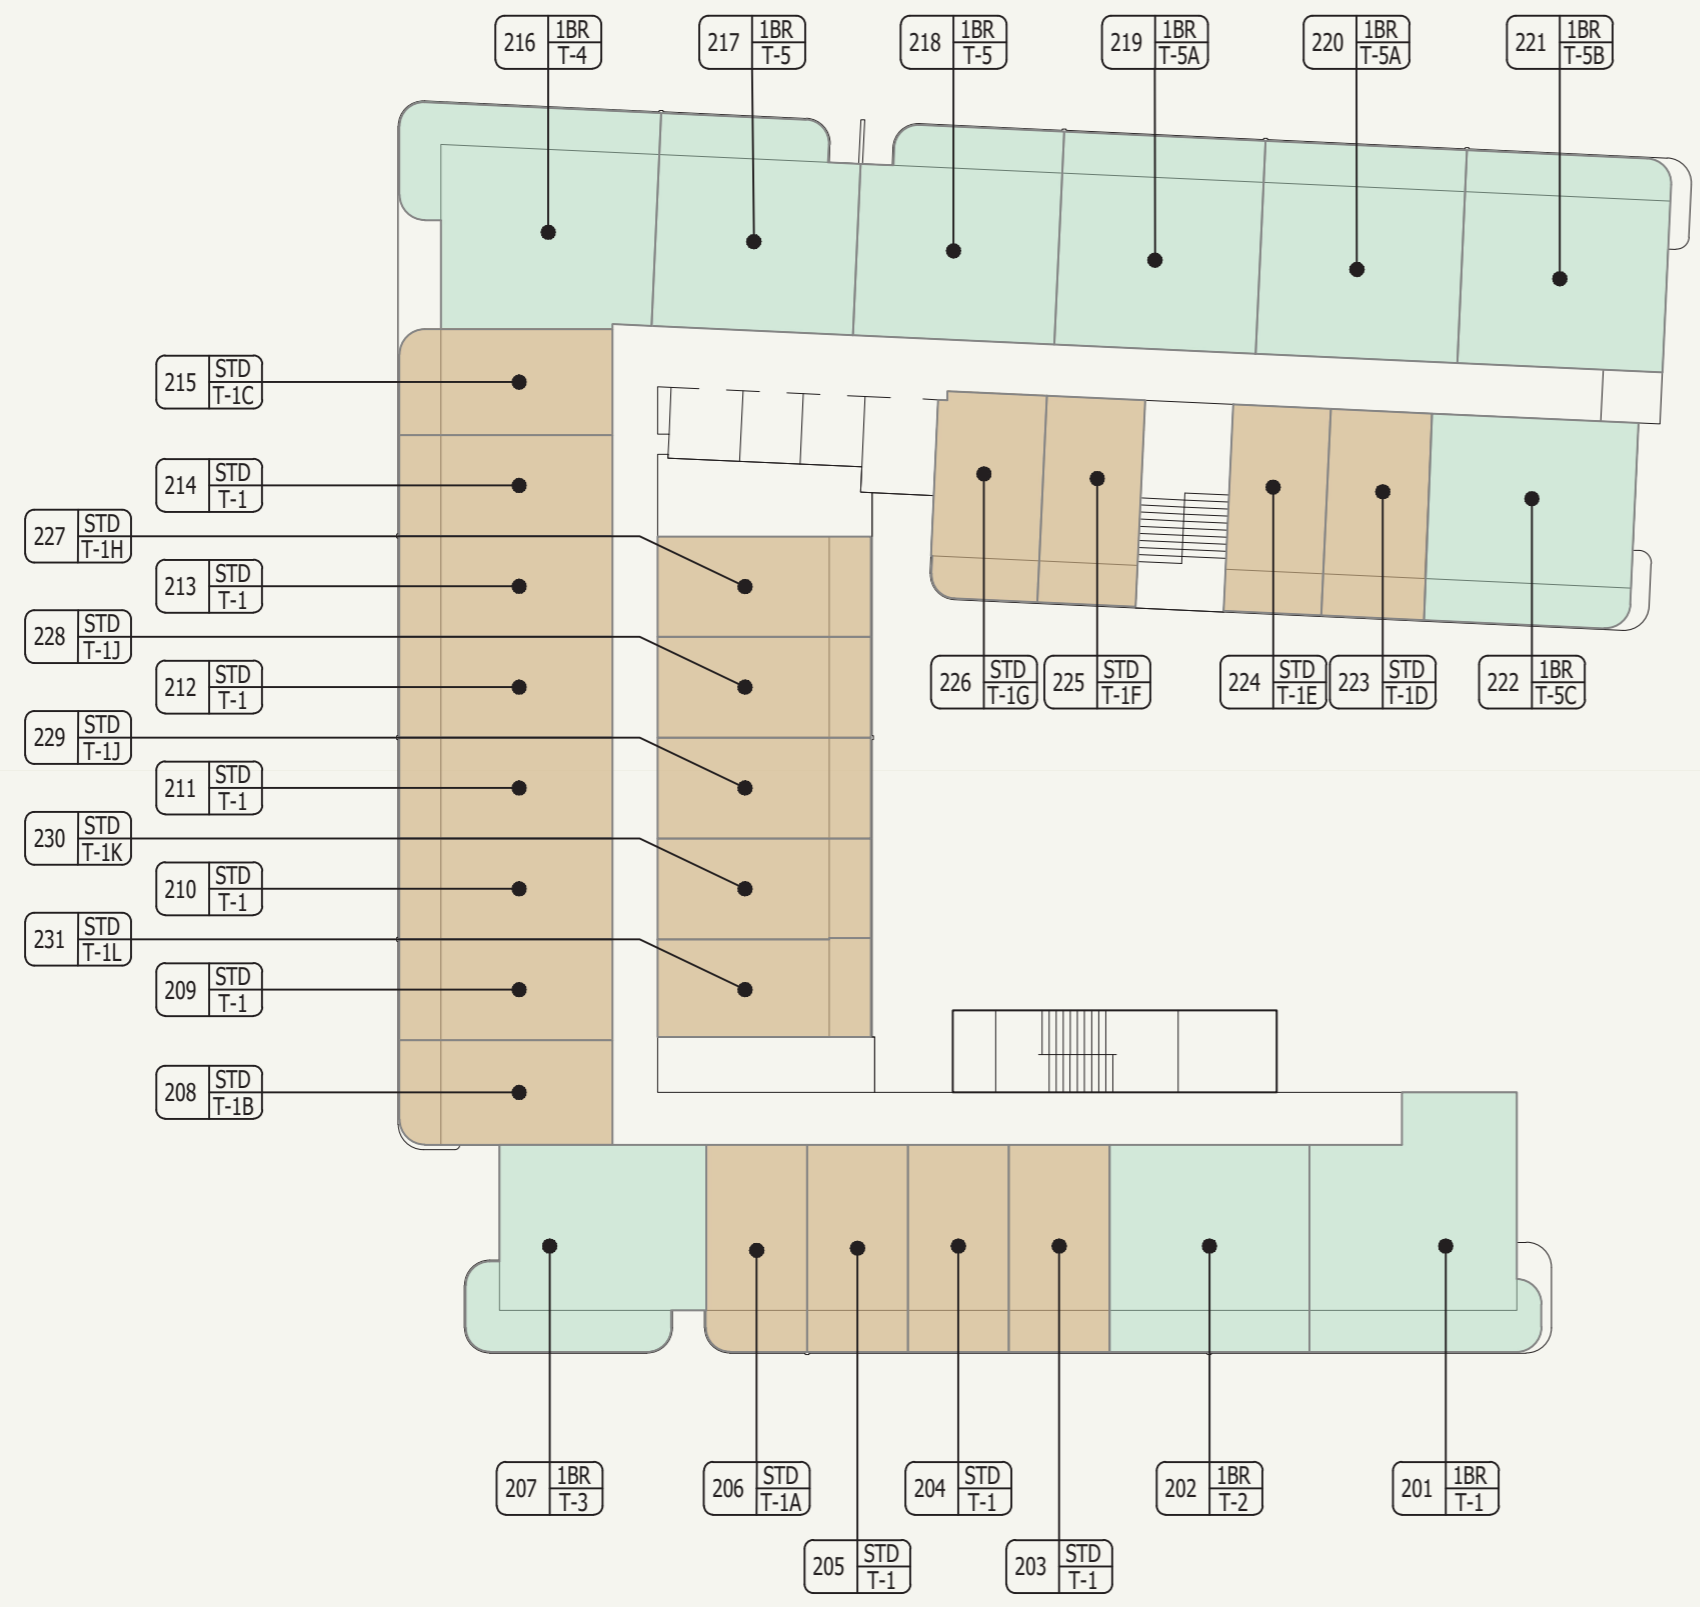 216 1BR T-4
217 1BR T-5
218 1BR T-5
219 1BR T-5A
220 1BR T-5A
221 1BR T-5B
215 STD T-1C
214 STD T-1
227 STD T-1H
213 STD T-1
228 STD T-1J
212 STD T-1
229 STD T-1J
211 STD T-1
230 STD T-1K
210 STD T-1
231 STD T-1L
209 STD T-1
208 STD T-1B
226 STD T-1G
225 STD T-1F
224 STD T-1E
223 STD T-1D
222 1BR T-5C
207 1BR T-3
206 STD T-1A
205 STD T-1
204 STD T-1
203 STD T-1
202 1BR T-2
201 1BR T-1